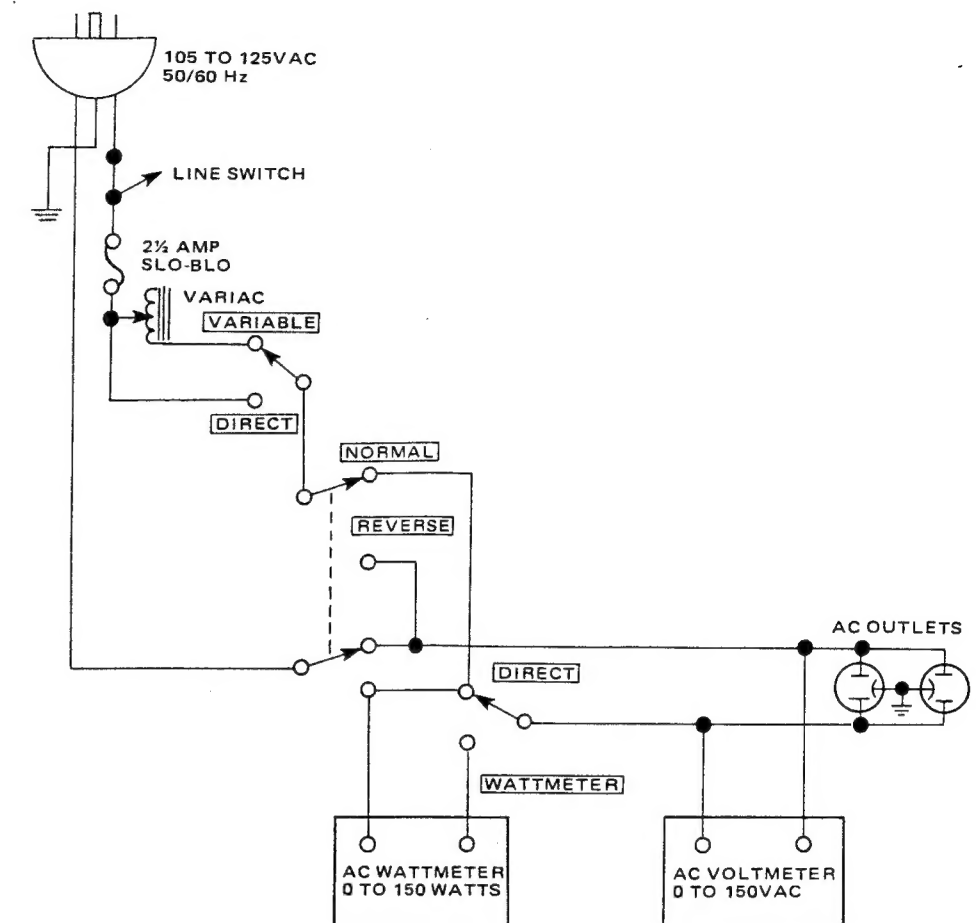 105 TO 125VAC
50/60 Hz
LINE SWITCH
2½ AMP
SLO-BLO
VARIAC
VARIABLE
DIRECT
NORMAL
REVERSE
AC OUTLETS
DIRECT
WATTMETER
AC WATTMETER
0 TO 150 WATTS
AC VOLTMETER
0 TO 150VAC